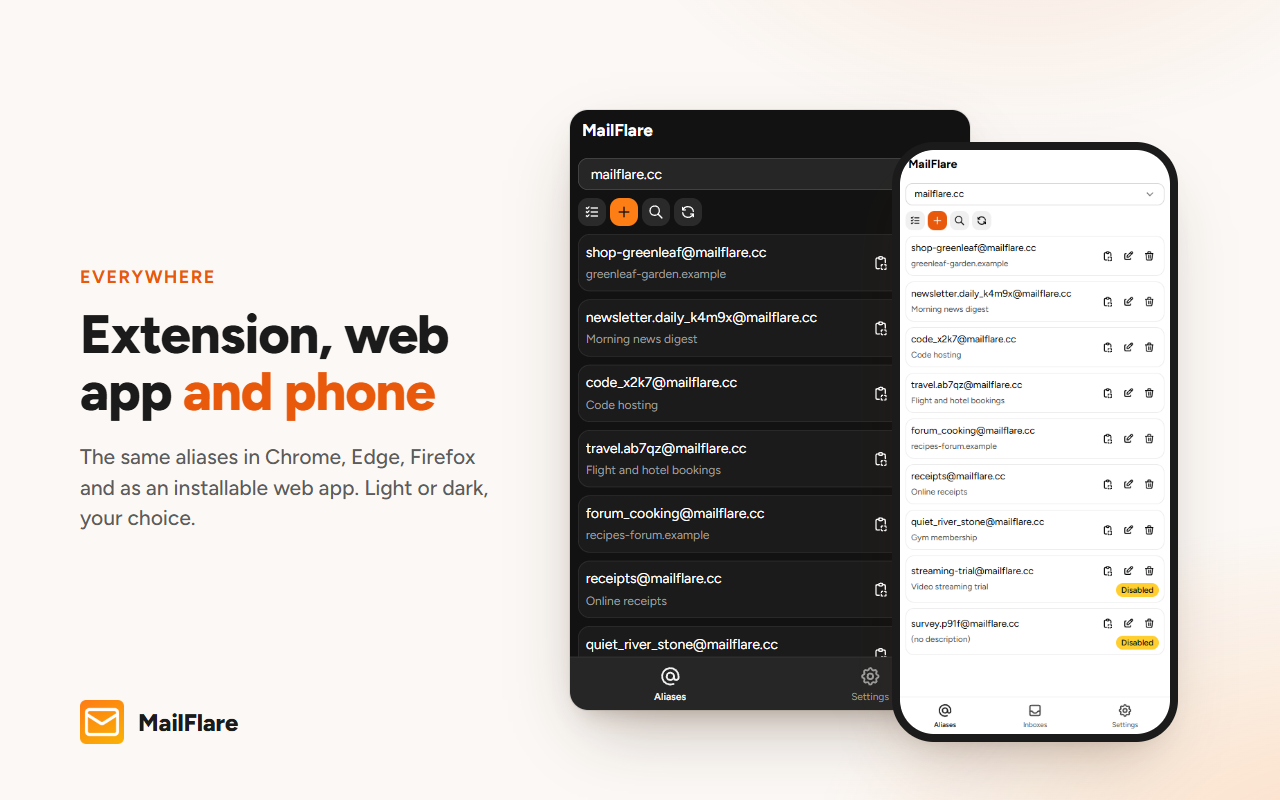 EVERYWHERE
Extension, web
app and phone
The same aliases in Chrome, Edge, Firefox
and as an installable web app. Light or dark,
your choice.
MailFlare
MailFlare
mailflare.cc
shop-greenleaf@mailflare.cc
greenleaf-garden.example
newsletter.daily_k4m9x@mailflare.cc
Morning news digest
code_x2k7@mailflare.cc
Code hosting
travel.ab7qz@mailflare.cc
Flight and hotel bookings
forum_cooking@mailflare.cc
recipes-forum.example
receipts@mailflare.cc
Online receipts
quiet_river_stone@mailflare.cc
Aliases
Settings
MailFlare
mailflare.cc
shop-greenleaf@mailflare.cc
greenleaf-garden.example
newsletter.daily_k4m9x@mailflare.cc
Morning news digest
code_x2k7@mailflare.cc
Code hosting
travel.ab7qz@mailflare.cc
Flight and hotel bookings
forum_cooking@mailflare.cc
recipes-forum.example
receipts@mailflare.cc
Online receipts
quiet_river_stone@mailflare.cc
Gym membership
streaming-trial@mailflare.cc
Video streaming trial
Disabled
survey.p91f@mailflare.cc
(no description)
Disabled
Aliases
Inboxes
Settings